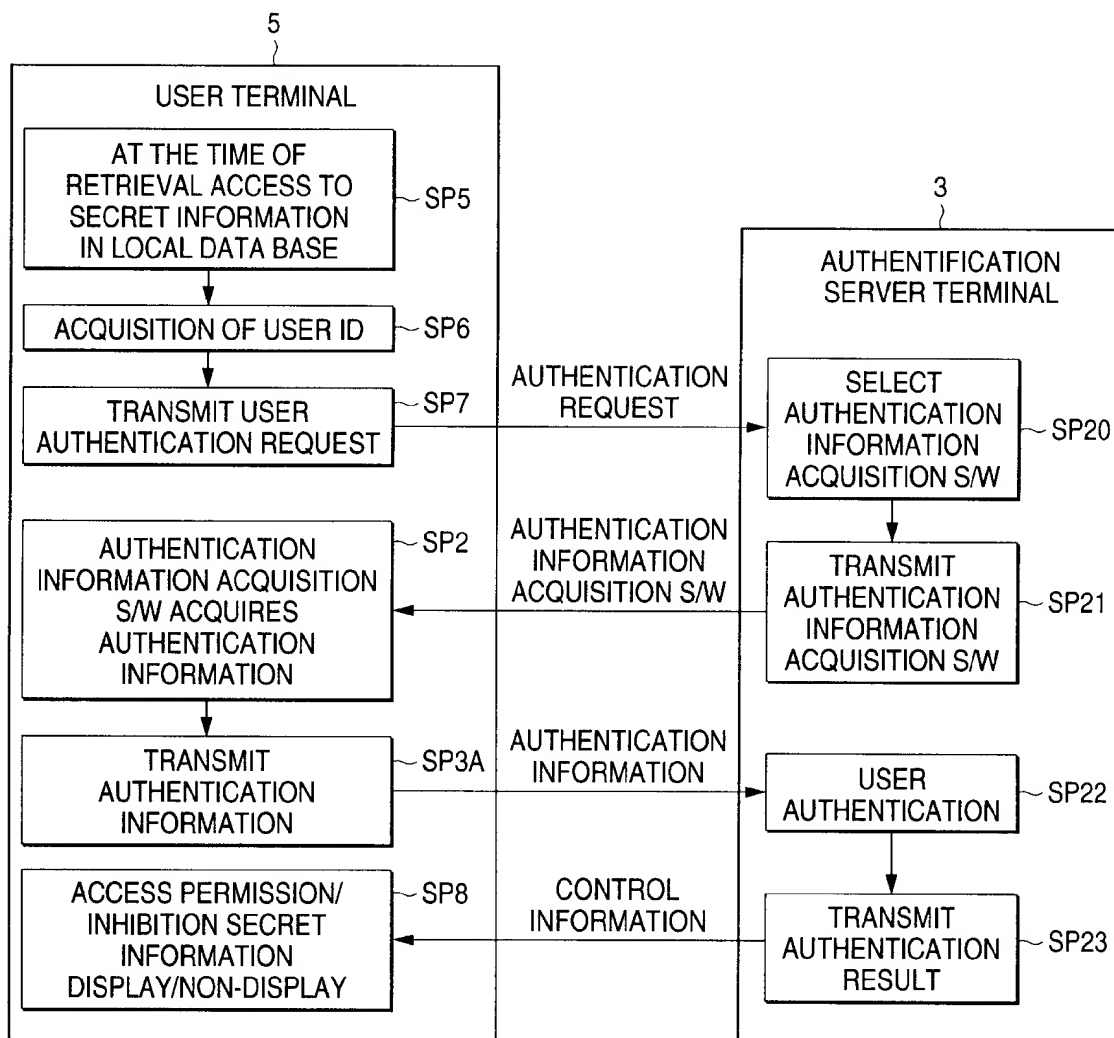 5
USER TERMINAL
AT THE TIME OF
RETRIEVAL ACCESS TO
SECRET INFORMATION
IN LOCAL DATA BASE
SP5
ACQUISITION OF USER ID
SP6
TRANSMIT USER
AUTHENTICATION REQUEST
SP7
AUTHENTICATION
REQUEST
3
AUTHENTIFICATION
SERVER TERMINAL
SELECT
AUTHENTICATION
INFORMATION
ACQUISITION S/W
SP20
TRANSMIT
AUTHENTICATION
INFORMATION
ACQUISITION S/W
SP21
AUTHENTICATION
INFORMATION
ACQUISITION S/W
AUTHENTICATION
INFORMATION ACQUISITION
S/W ACQUIRES
AUTHENTICATION
INFORMATION
SP2
TRANSMIT
AUTHENTICATION
INFORMATION
SP3A
AUTHENTICATION
INFORMATION
USER
AUTHENTICATION
SP22
TRANSMIT
AUTHENTICATION
RESULT
SP23
CONTROL
INFORMATION
ACCESS PERMISSION/
INHIBITION SECRET
INFORMATION
DISPLAY/NON-DISPLAY
SP8